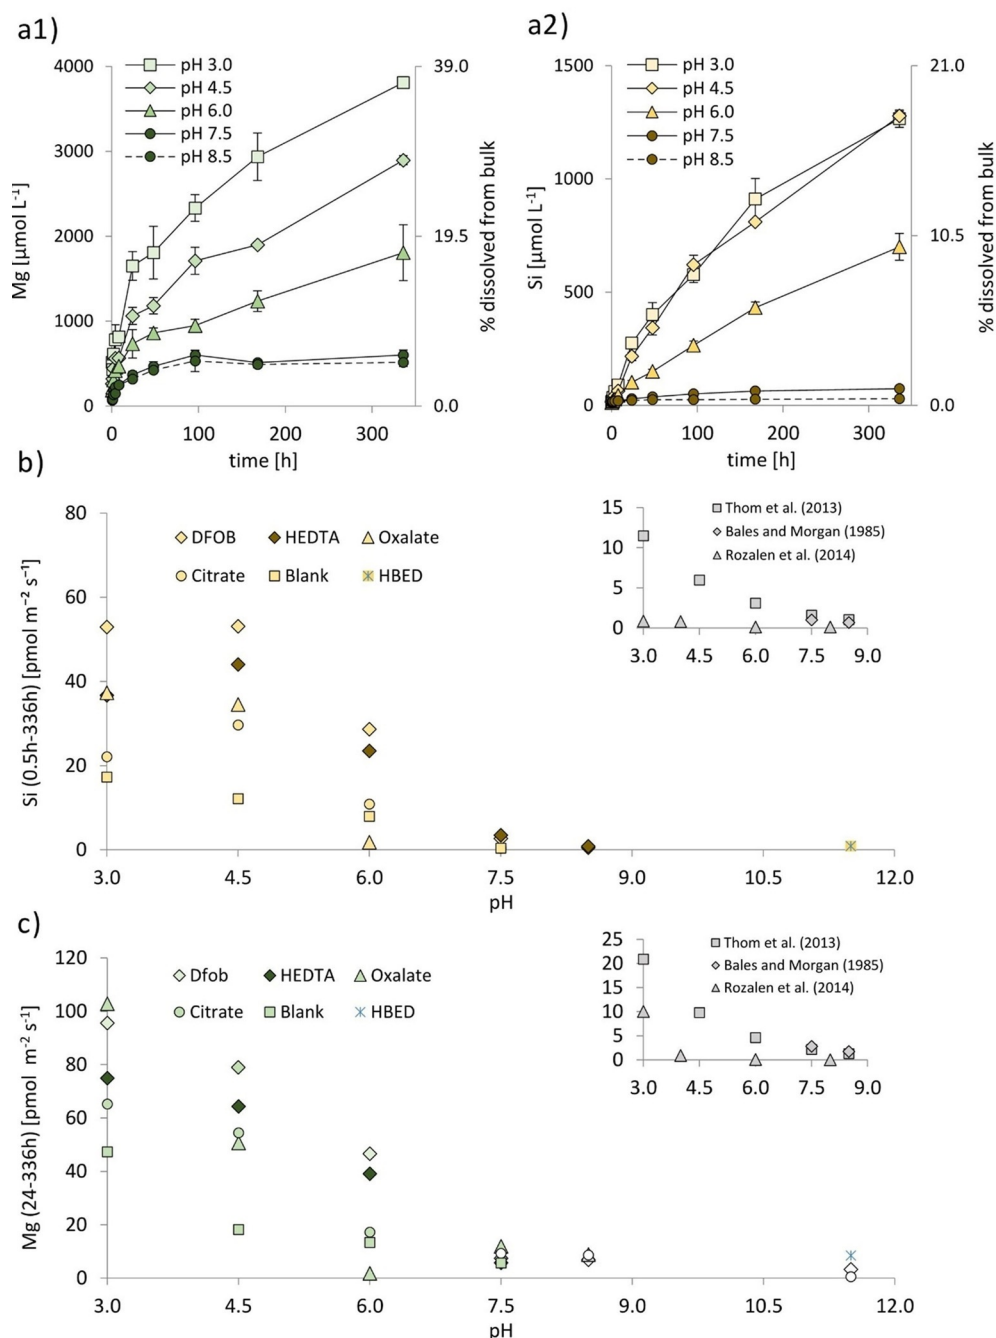 a1)
pH 3.0
pH 4.5
pH 6.0
pH 7.5
pH 8.5
4000
3000
2000
1000
0
Mg [µmol L⁻¹]
39.0
19.5
0.0
% dissolved from bulk
0 100 200 300
time [h]
a2)
pH 3.0
pH 4.5
pH 6.0
pH 7.5
pH 8.5
1500
1000
500
0
Si [µmol L⁻¹]
21.0
10.5
0.0
% dissolved from bulk
0 100 200 300
time [h]
b)
80
60
40
20
0
Si (0.5h-336h) [pmol m⁻² s⁻¹]
DFOB HEDTA Oxalate
Citrate Blank HBED
3.0 4.5 6.0 7.5 9.0 10.5 12.0
pH
15
10
5
0
Thom et al. (2013)
Bales and Morgan (1985)
Rozalen et al. (2014)
3.0 4.5 6.0 7.5 9.0
c)
120
100
80
60
40
20
0
Mg (24-336h) [pmol m⁻² s⁻¹]
Dfob HEDTA Oxalate
Citrate Blank HBED
3.0 4.5 6.0 7.5 9.0 10.5 12.0
pH
25
20
15
10
5
0
Thom et al. (2013)
Bales and Morgan (1985)
Rozalen et al. (2014)
3.0 4.5 6.0 7.5 9.0